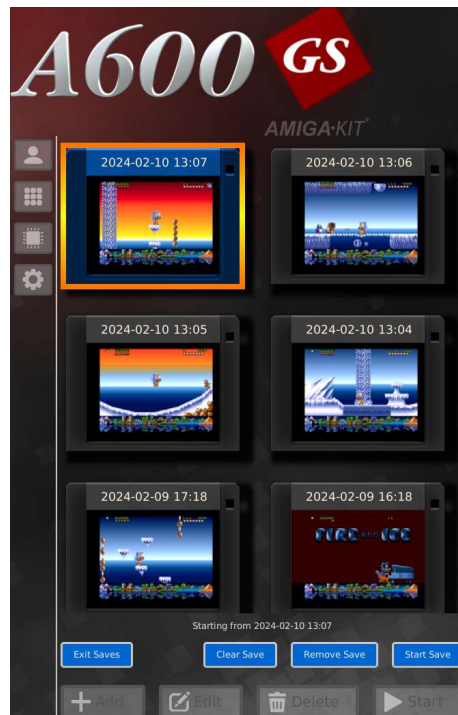 A600 GS
AMIGA·KIT
2024-02-10 13:07
2024-02-10 13:06
2024-02-10 13:05
2024-02-10 13:04
2024-02-09 17:18
2024-02-09 16:18
FIRE AND ICE
Starting from 2024-02-10 13:07
Exit Saves
Clear Save
Remove Save
Start Save
Add
Edit
Delete
Start